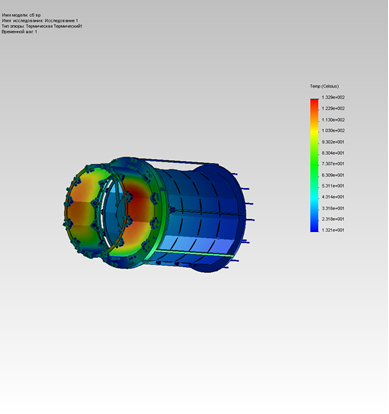 Имя модели: сб кр
Имя исследования: Исследование 1
Тип эпюры: Термическая Термический1
Временной шаг: 1
Temp (Celsius)
1.329e+002
1.229e+002
1.130e+002
1.030e+002
9.302e+001
8.304e+001
7.307e+001
6.309e+001
5.311e+001
4.314e+001
3.316e+001
2.318e+001
1.321e+001